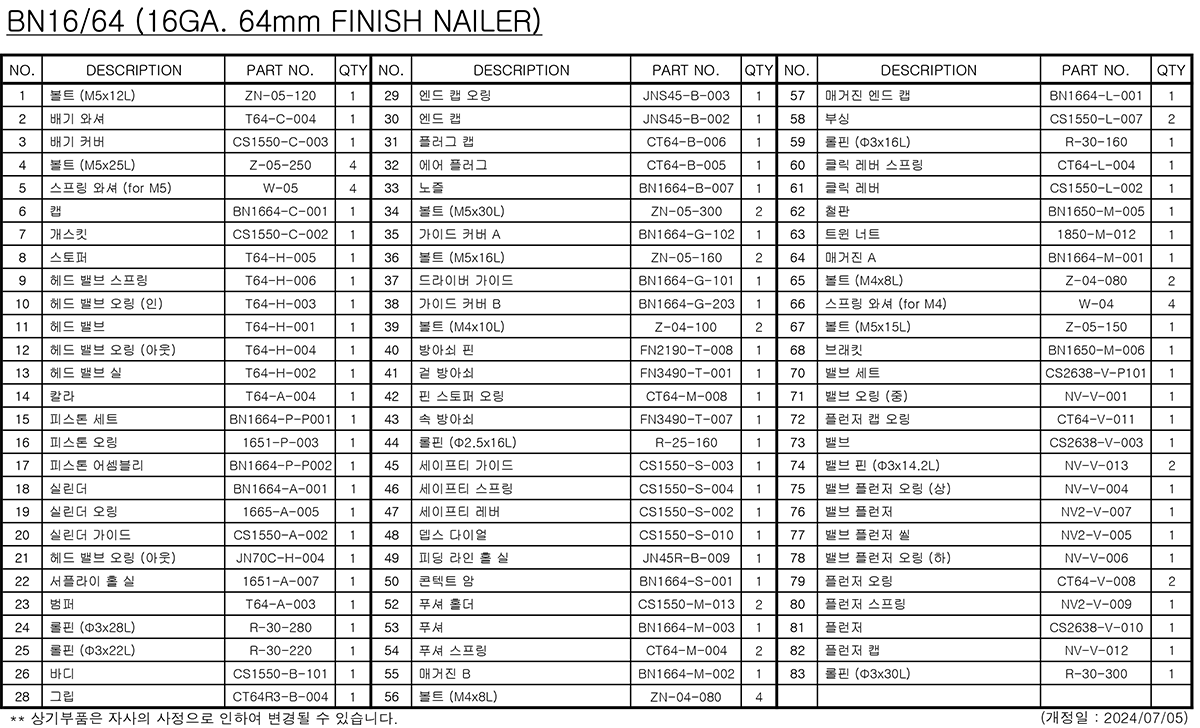 BN16/64 (16GA. 64mm FINISH NAILER)
NO. DESCRIPTION PART NO. QTY NO. DESCRIPTION PART NO. QTY NO. DESCRIPTION PART NO. QTY
1 볼트 (M5x12L) ZN-05-120 1 29 엔드 캡 오링 JNS45-B-003 1 57 매거진 엔드 캡 BN1664-L-001 1
2 배기 와셔 T64-C-004 1 30 엔드 캡 JNS45-B-002 1 58 부싱 CS1550-L-007 2
3 배기 커버 CS1550-C-003 1 31 플러그 캡 CT64-B-006 1 59 롤핀 (Φ3x16L) R-30-160 1
4 볼트 (M5x25L) Z-05-250 4 32 에어 플러그 CT64-B-005 1 60 클릭 레버 스프링 CT64-L-004 1
5 스프링 와셔 (for M5) W-05 4 33 노즐 BN1664-B-007 1 61 클릭 레버 CS1550-L-002 1
6 캡 BN1664-C-001 1 34 볼트 (M5x30L) ZN-05-300 2 62 철판 BN1650-M-005 1
7 개스킷 CS1550-C-002 1 35 가이드 커버 A BN1664-G-102 1 63 트윈 너트 1850-M-012 1
8 스토퍼 T64-H-005 1 36 볼트 (M5x16L) ZN-05-160 2 64 매거진 A BN1664-M-001 1
9 헤드 밸브 스프링 T64-H-006 1 37 드라이버 가이드 BN1664-G-101 1 65 볼트 (M4x8L) Z-04-080 2
10 헤드 밸브 오링 (인) T64-H-003 1 38 가이드 커버 B BN1664-G-203 1 66 스프링 와셔 (for M4) W-04 4
11 헤드 밸브 T64-H-001 1 39 볼트 (M4x10L) Z-04-100 2 67 볼트 (M5x15L) Z-05-150 1
12 헤드 밸브 오링 (아웃) T64-H-004 1 40 방아쇠 핀 FN2190-T-008 1 68 브래킷 BN1650-M-006 1
13 헤드 밸브 실 T64-H-002 1 41 겉 방아쇠 FN3490-T-001 1 70 밸브 세트 CS2638-V-P101 1
14 칼라 T64-A-004 1 42 핀 스토퍼 오링 CT64-M-008 1 71 밸브 오링 (중) NV-V-001 1
15 피스톤 세트 BN1664-P-P001 1 43 속 방아쇠 FN3490-T-007 1 72 플런저 캡 오링 CT64-V-011 1
16 피스톤 오링 1651-P-003 1 44 롤핀 (Φ2.5x16L) R-25-160 1 73 밸브 CS2638-V-003 1
17 피스톤 어셈블리 BN1664-P-P002 1 45 세이프티 가이드 CS1550-S-003 1 74 밸브 핀 (Φ3x14.2L) NV-V-013 2
18 실린더 BN1664-A-001 1 46 세이프티 스프링 CS1550-S-004 1 75 밸브 플런저 오링 (상) NV-V-004 1
19 실린더 오링 1665-A-005 1 47 세이프티 레버 CS1550-S-002 1 76 밸브 플런저 NV2-V-007 1
20 실린더 가이드 CS1550-A-002 1 48 뎁스 다이얼 CS1550-S-010 1 77 밸브 플런저 씰 NV2-V-005 1
21 헤드 밸브 오링 (아웃) JN70C-H-004 1 49 피딩 라인 홀 실 JN45R-B-009 1 78 밸브 플런저 오링 (하) NV-V-006 1
22 서플라이 홀 실 1651-A-007 1 50 콘텍트 암 BN1664-S-001 1 79 플런저 오링 CT64-V-008 2
23 범퍼 T64-A-003 1 52 푸셔 홀더 CS1550-M-013 2 80 플런저 스프링 NV2-V-009 1
24 롤핀 (Φ3x28L) R-30-280 1 53 푸셔 BN1664-M-003 1 81 플런저 CS2638-V-010 1
25 롤핀 (Φ3x22L) R-30-220 1 54 푸셔 스프링 CT64-M-004 2 82 플런저 캡 NV-V-012 1
26 바디 CS1550-B-101 1 55 매거진 B BN1664-M-002 1 83 롤핀 (Φ3x30L) R-30-300 1
28 그립 CT64R3-B-004 1 56 볼트 (M4x8L) ZN-04-080 4
** 상기부품은 자사의 사정으로 인하여 변경될 수 있습니다. (개정일 : 2024/07/05)